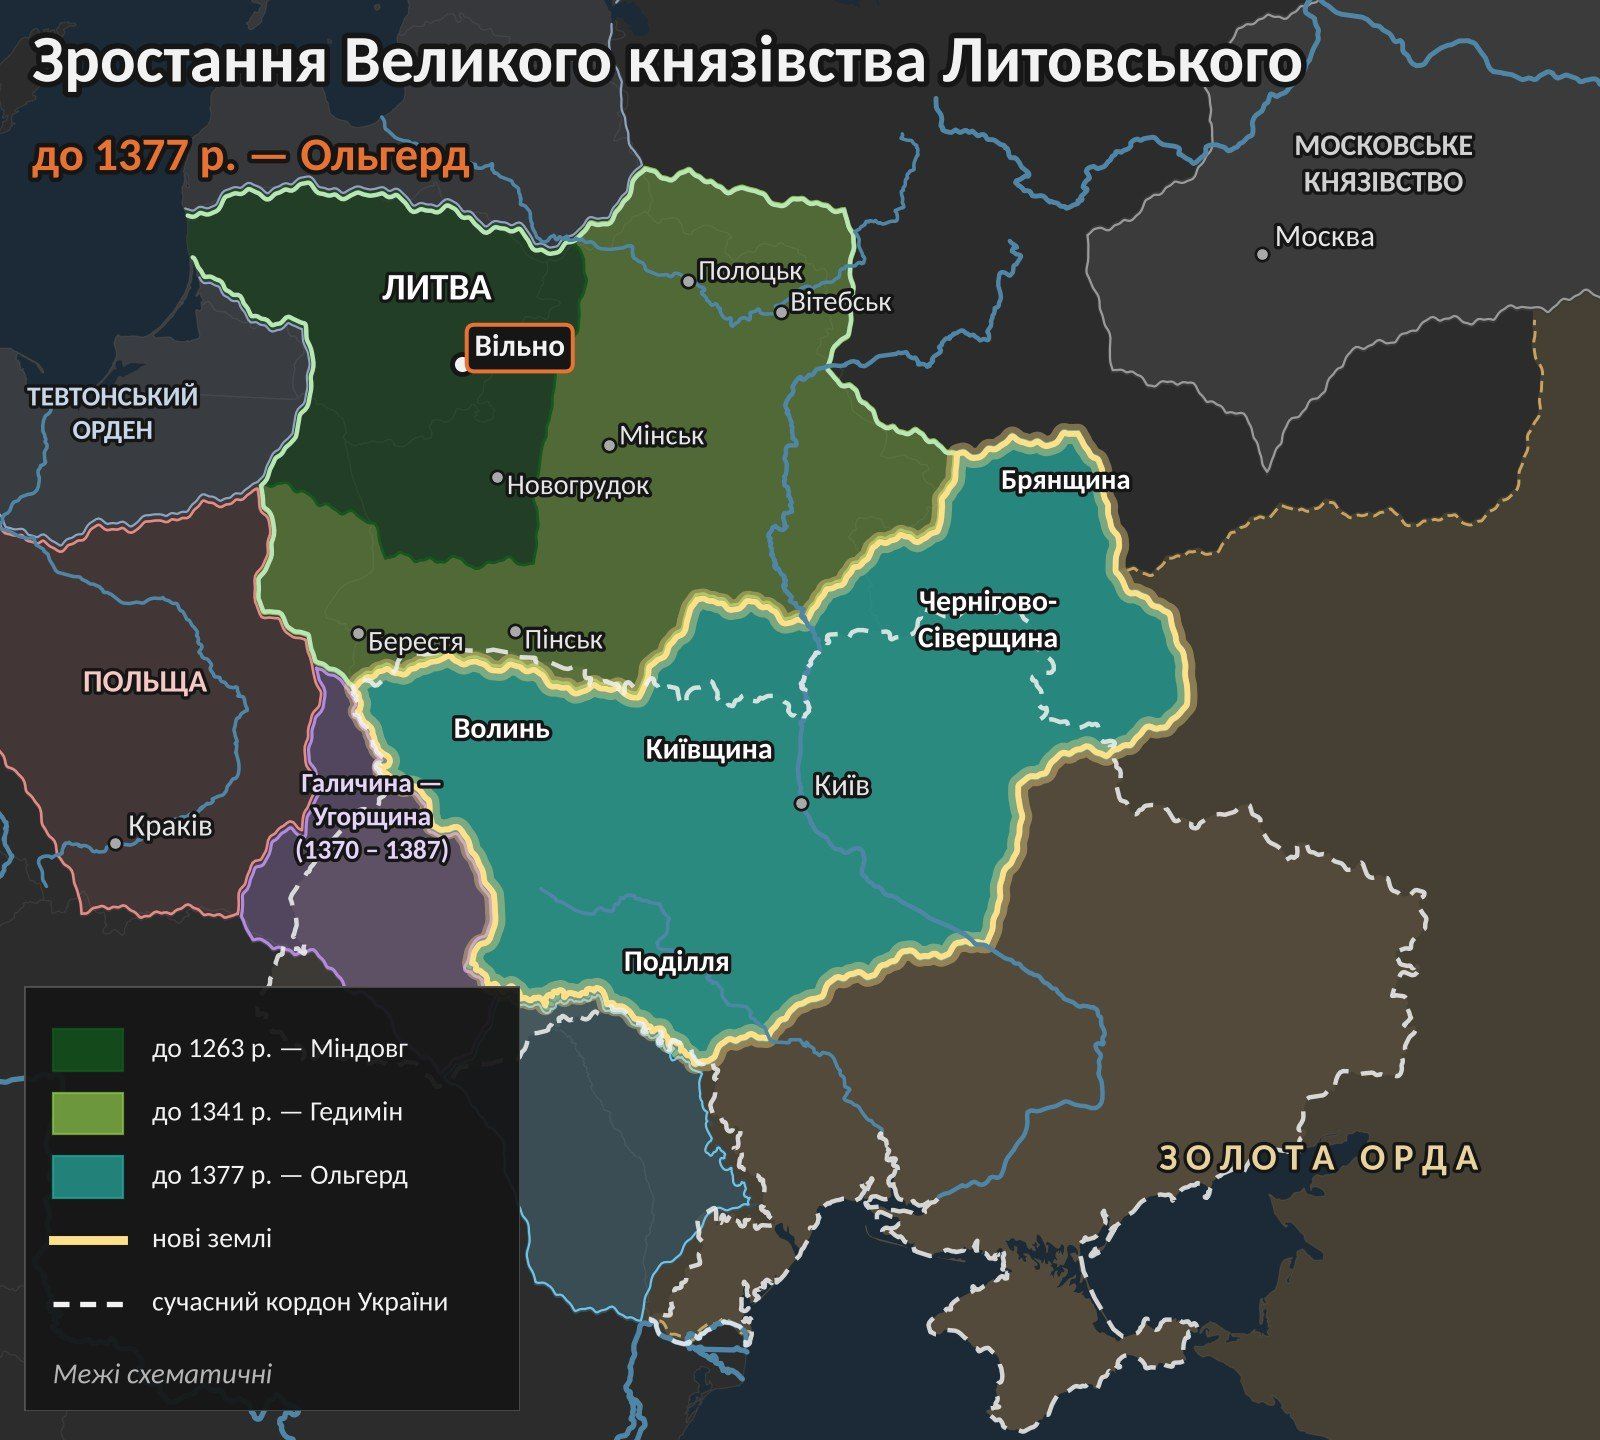 Зростання Великого князівства Литовського
до 1377 р. — Ольгерд
МОСКОВСЬКЕ
КНЯЗІВСТВО
Москва
Полоцьк
Вітебськ
ЛИТВА
Вільно
ТЕВТОНСЬКИЙ
ОРДЕН
Мінськ
Новогрудок
Брянщина
Чернігово-
Сіверщина
Берестя
Пінськ
ПОЛЬЩА
Волинь
Київщина
Київ
Галичина —
Угорщина
(1370 – 1387)
Краків
Поділля
ЗОЛОТА ОРДА
до 1263 р. — Міндовг
до 1341 р. — Гедимін
до 1377 р. — Ольгерд
нові землі
сучасний кордон України
Межі схематичні